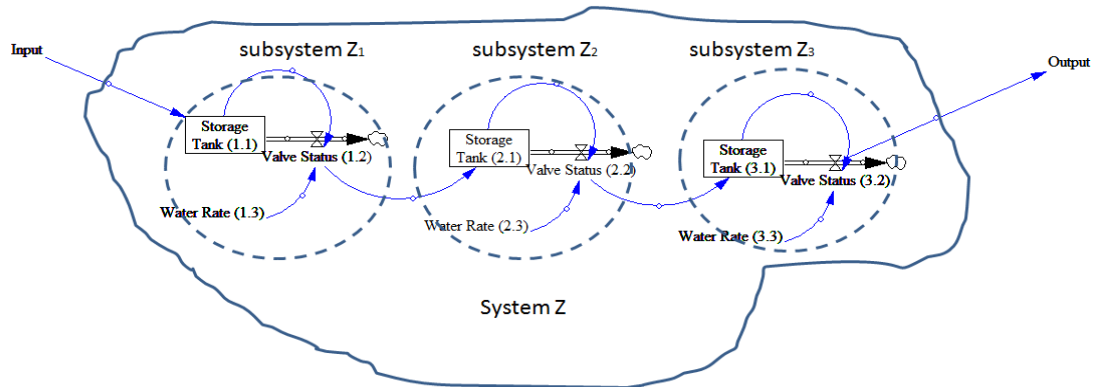 Input
subsystem Z₁
subsystem Z₂
subsystem Z₃
Output
Storage
Tank (1.1)
Valve Status (1.2)
Water Rate (1.3)
Storage
Tank (2.1)
Valve Status (2.2)
Water Rate (2.3)
Storage
Tank (3.1)
Valve Status (3.2)
Water Rate (3.3)
System Z